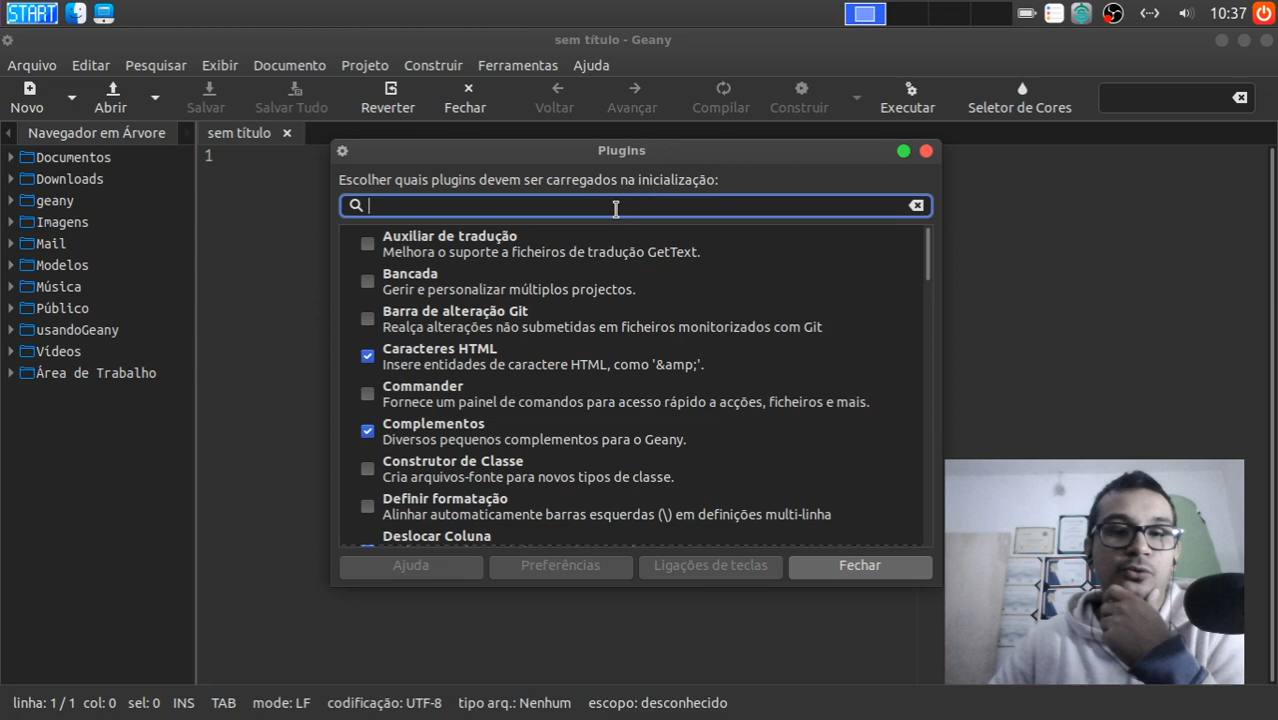 START
10:37
sem título - Geany
Arquivo Editar Pesquisar Exibir Documento Projeto Construir Ferramentas Ajuda
Novo Abrir Salvar Salvar Tudo Reverter Fechar Voltar Avançar Compilar Construir Executar Seletor de Cores
Navegador em Árvore
sem título
Documentos
Downloads
geany
Imagens
Mail
Modelos
Música
Público
usandoGeany
Vídeos
Área de Trabalho
1
Plugins
Escolher quais plugins devem ser carregados na inicialização:
Auxiliar de tradução
Melhora o suporte a ficheiros de tradução GetText.
Bancada
Gerir e personalizar múltiplos projectos.
Barra de alteração Git
Realça alterações não submetidas em ficheiros monitorizados com Git
Caracteres HTML
Insere entidades de caractere HTML, como '&amp;'.
Commander
Fornece um painel de comandos para acesso rápido a acções, ficheiros e mais.
Complementos
Diversos pequenos complementos para o Geany.
Construtor de Classe
Cria arquivos-fonte para novos tipos de classe.
Definir formatação
Alinhar automaticamente barras esquerdas (\) em definições multi-linha
Deslocar Coluna
Ajuda Preferências Ligações de teclas Fechar
linha: 1 / 1 col: 0 sel: 0 INS TAB mode: LF codificação: UTF-8 tipo arq.: Nenhum escopo: desconhecido